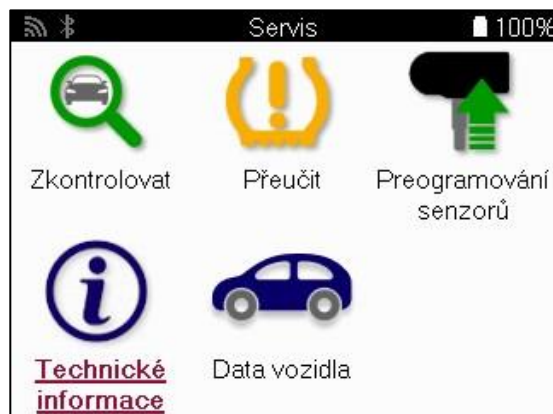 Servis 100%
Zkontrolovat Přeučit Preogramování
senzorů
Technické Data vozidla
informace